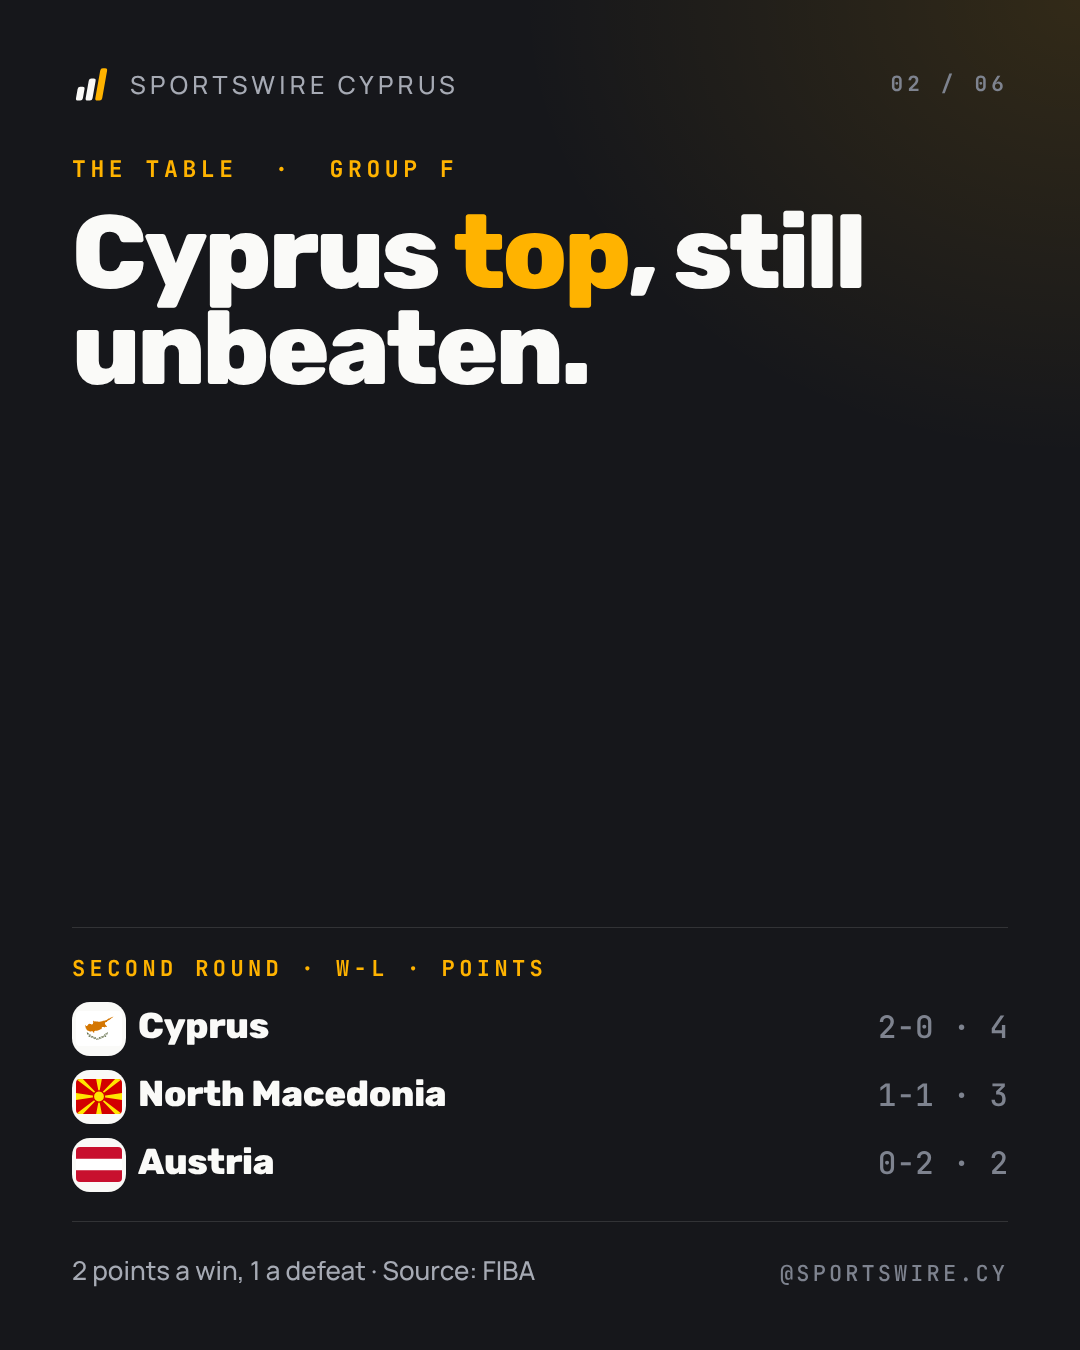 SPORTSWIRE CYPRUS
02 / 06
THE TABLE · GROUP F
Cyprus top, still
unbeaten.
SECOND ROUND · W-L · POINTS
Cyprus 2-0 · 4
North Macedonia 1-1 · 3
Austria 0-2 · 2
2 points a win, 1 a defeat · Source: FIBA
@SPORTSWIRE.CY